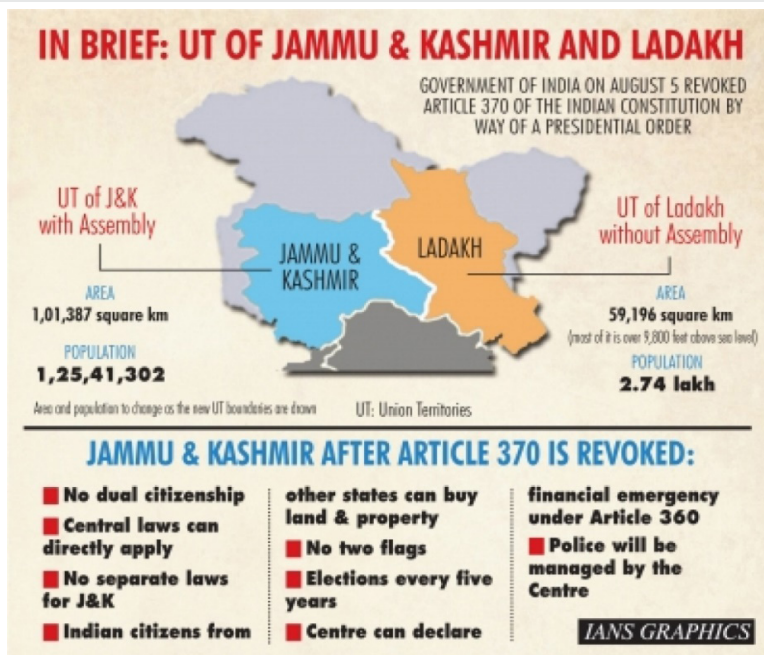 IN BRIEF: UT OF JAMMU & KASHMIR AND LADAKH
GOVERNMENT OF INDIA ON AUGUST 5 REVOKED
ARTICLE 370 OF THE INDIAN CONSTITUTION BY
WAY OF A PRESIDENTIAL ORDER
UT of J&K
with Assembly
JAMMU &
KASHMIR
LADAKH
UT of Ladakh
without Assembly
AREA
1,01,387 square km
POPULATION
1,25,41,302
AREA
59,196 square km
(most of it is over 9,800 feet above sea level)
POPULATION
2.74 lakh
Area and population to change as the new UT boundaries are drawn
UT: Union Territories
JAMMU & KASHMIR AFTER ARTICLE 370 IS REVOKED:
No dual citizenship
Central laws can
directly apply
No separate laws
for J&K
Indian citizens from
other states can buy
land & property
No two flags
Elections every five
years
Centre can declare
financial emergency
under Article 360
Police will be
managed by the
Centre
IANS GRAPHICS